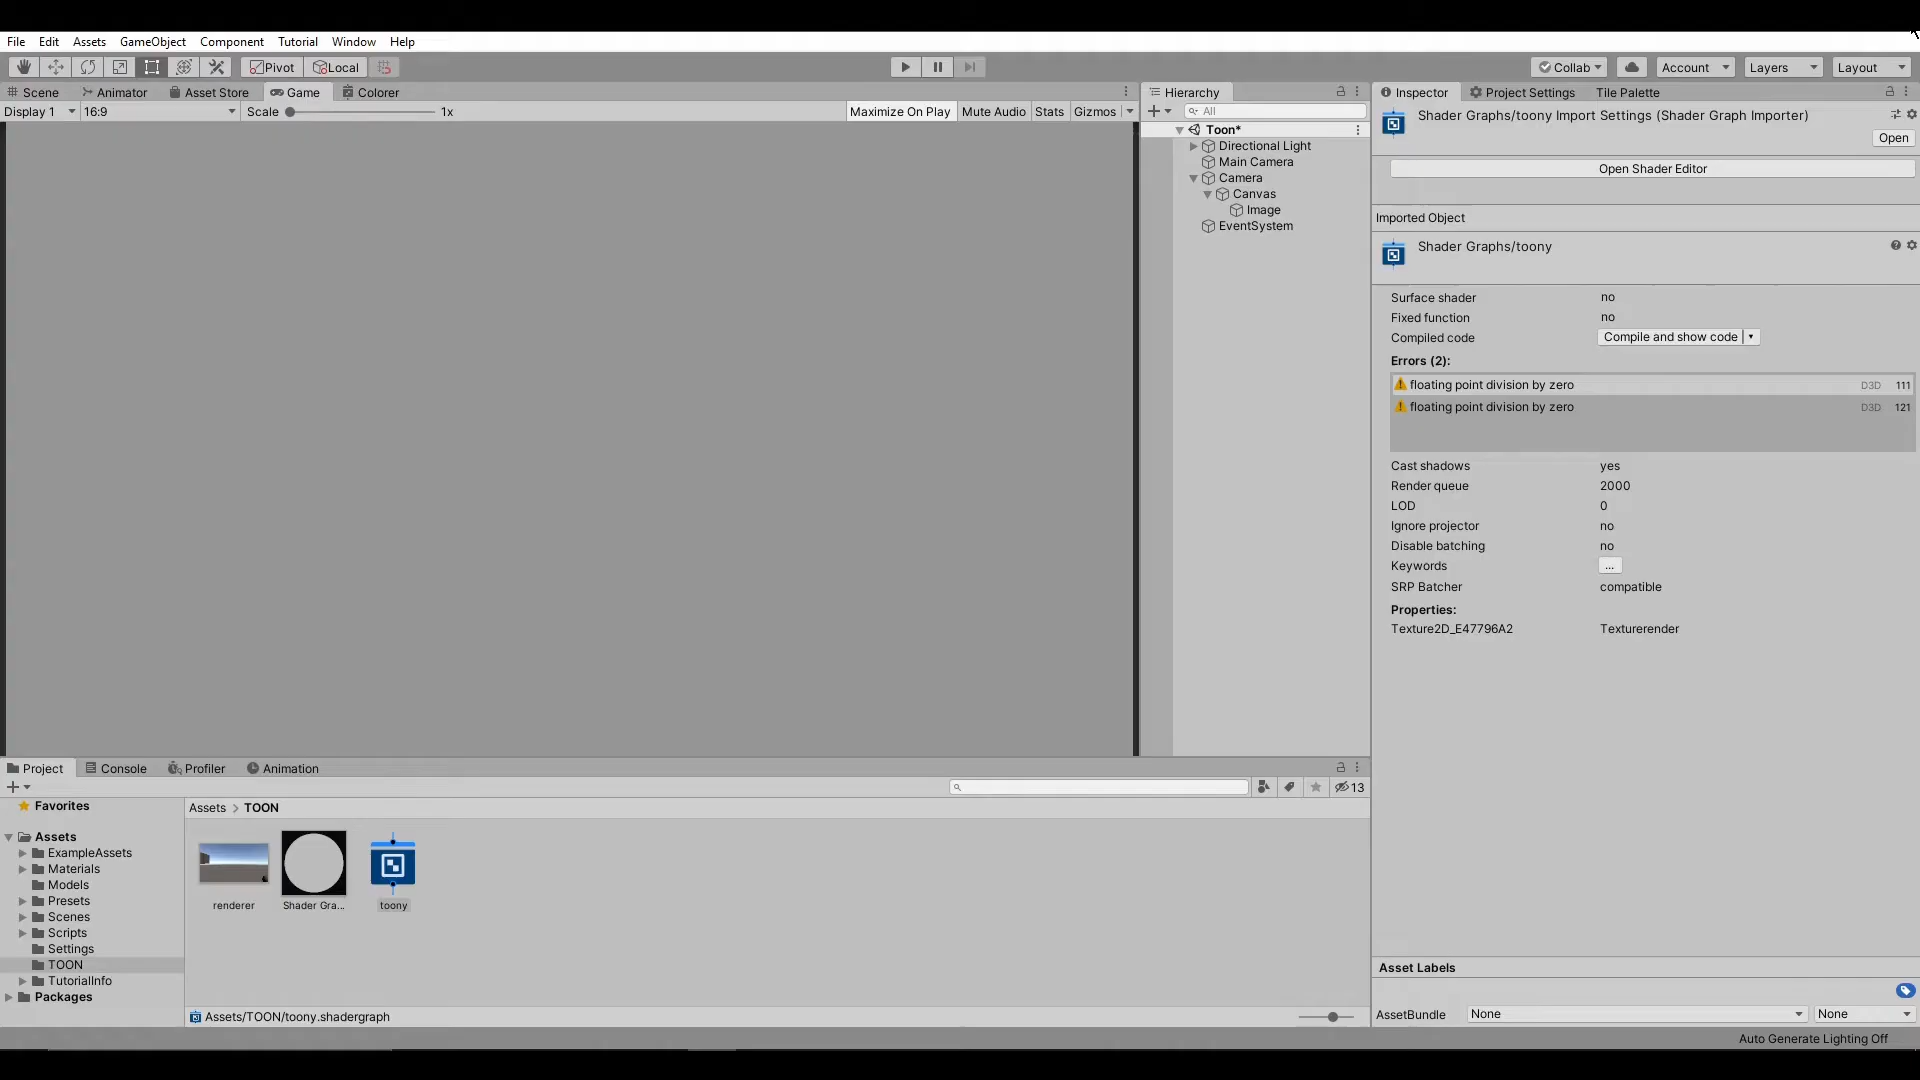 File Edit Assets GameObject Component Tutorial Window Help
Pivot Local Collab Account Layers Layout
Scene Animator Asset Store Game Colorer
Display 1 16:9 Scale 1x Maximize On Play Mute Audio Stats Gizmos
Hierarchy
All
Toon*
Directional Light
Main Camera
Camera
Canvas
Image
EventSystem
Inspector Project Settings Tile Palette
Shader Graphs/toony Import Settings (Shader Graph Importer)
Open
Open Shader Editor
Imported Object
Shader Graphs/toony
Surface shader no
Fixed function no
Compiled code Compile and show code
Errors (2):
floating point division by zero D3D 111
floating point division by zero D3D 121
Cast shadows yes
Render queue 2000
LOD 0
Ignore projector no
Disable batching no
Keywords ...
SRP Batcher compatible
Properties:
Texture2D_E47796A2 Texturerender
Project Console Profiler Animation
13
Favorites
Assets
ExampleAssets
Materials
Models
Presets
Scenes
Scripts
Settings
TOON
TutorialInfo
Packages
Assets > TOON
renderer Shader Gra... toony
Assets/TOON/toony.shadergraph
Asset Labels
AssetBundle None None
Auto Generate Lighting Off